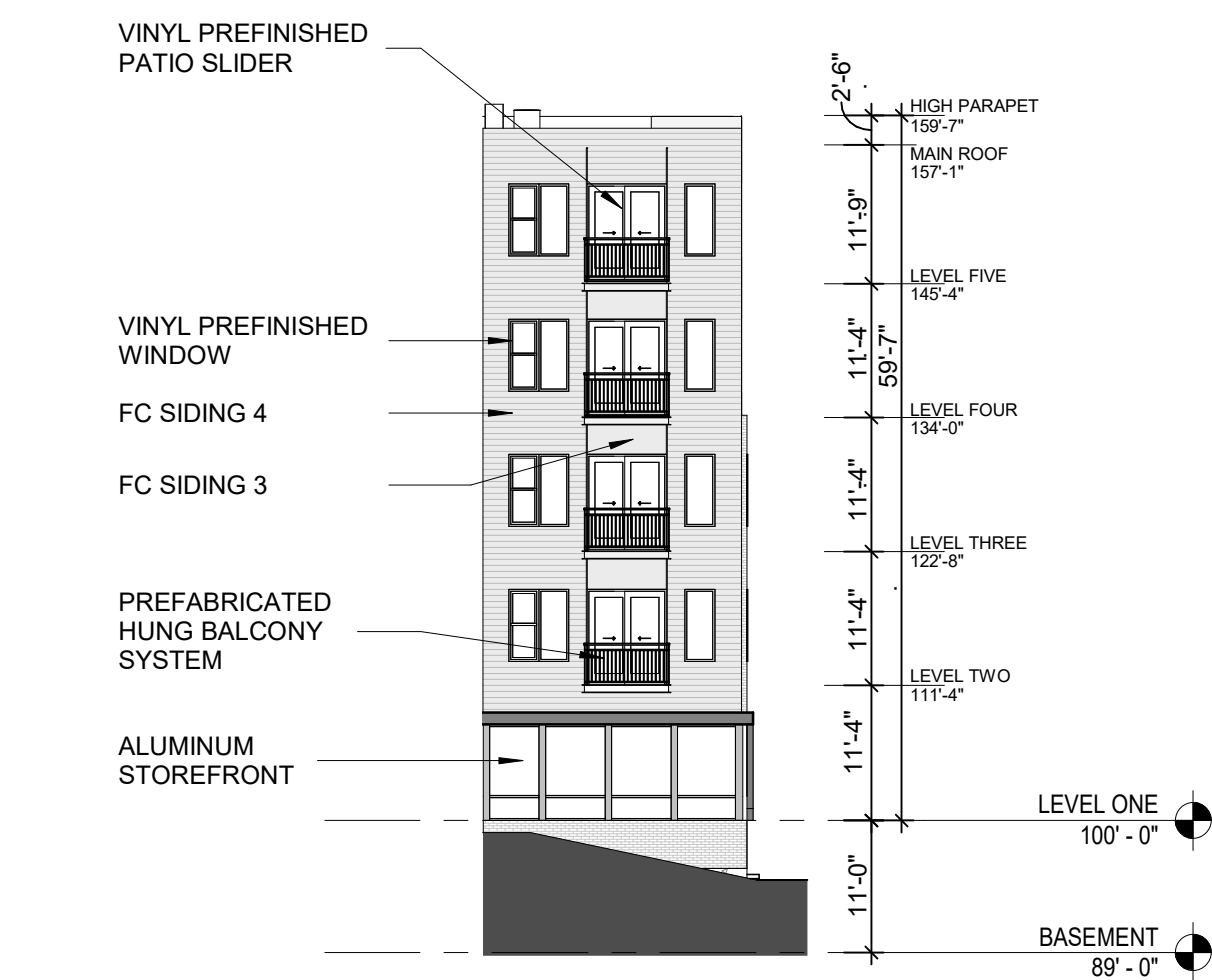 VINYL PREFINISHED
PATIO SLIDER
VINYL PREFINISHED
WINDOW
FC SIDING 4
FC SIDING 3
PREFABRICATED
HUNG BALCONY
SYSTEM
ALUMINUM
STOREFRONT
2'-6"
11'-9"
11'-4"
11'-4"
11'-4"
11'-4"
11'-0"
59'-7"
HIGH PARAPET
159'-7"
MAIN ROOF
157'-1"
LEVEL FIVE
145'-4"
LEVEL FOUR
134'-0"
LEVEL THREE
122'-8"
LEVEL TWO
111'-4"
LEVEL ONE
100' - 0"
BASEMENT
89' - 0"